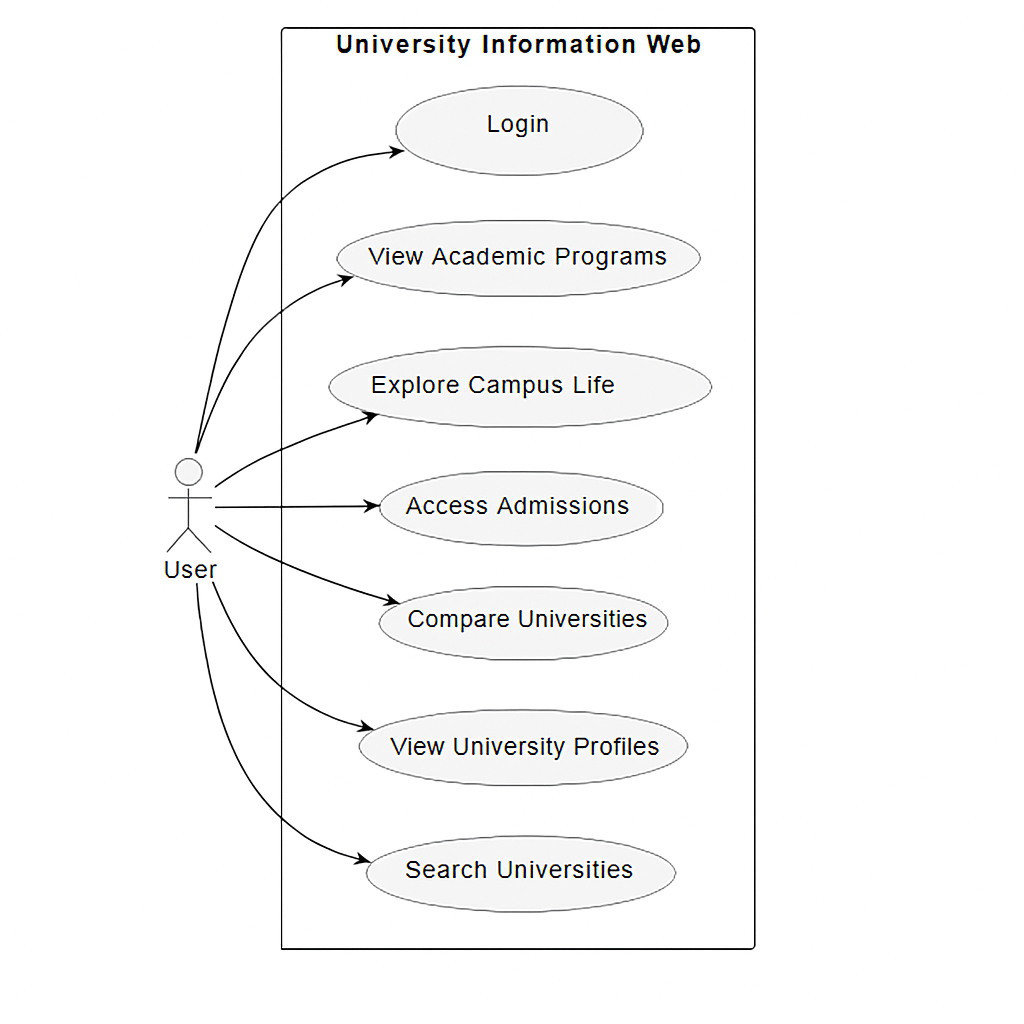 University Information Web
Login
View Academic Programs
Explore Campus Life
Access Admissions
User
Compare Universities
View University Profiles
Search Universities